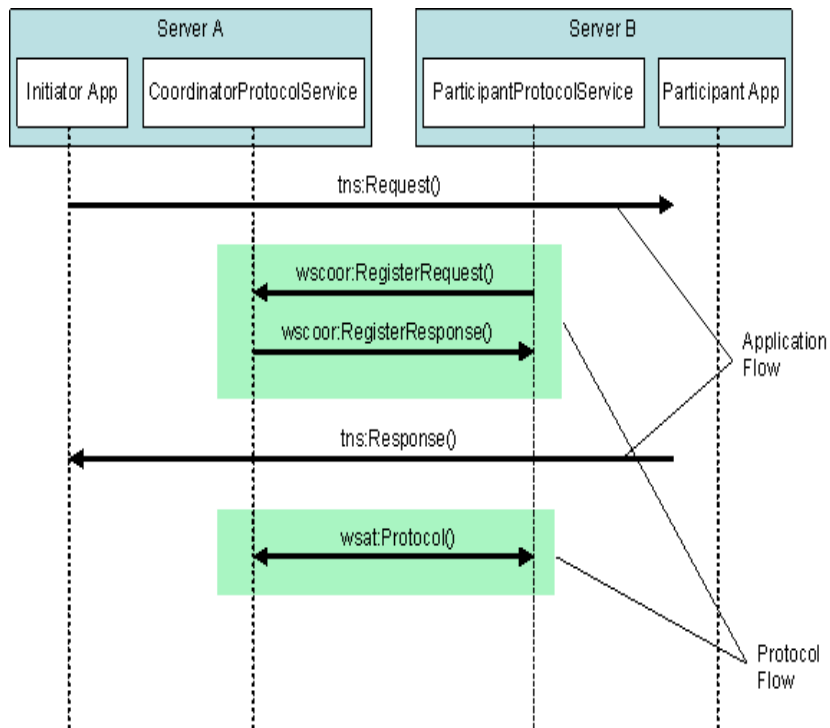 Server A
Server B
Initiator App
CoordinatorProtocolService
ParticipantProtocolService
Participant App
tns:Request()
wscoor:RegisterRequest()
wscoor:RegisterResponse()
Application
Flow
tns:Response()
wsat:Protocol()
Protocol
Flow